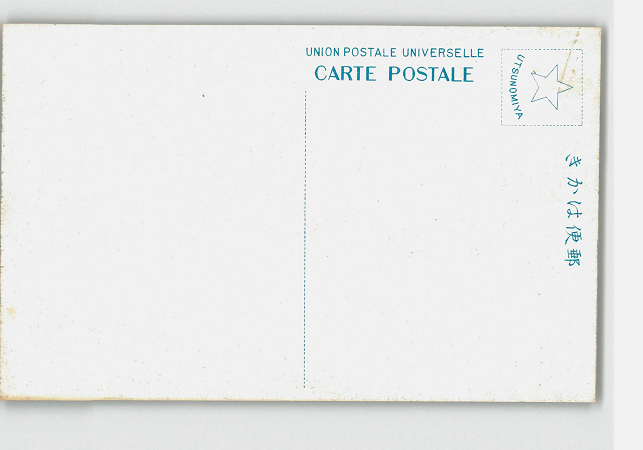 UNION POSTALE UNIVERSELLE
CARTE POSTALE
UTSUNOMIYA
きかは便郵